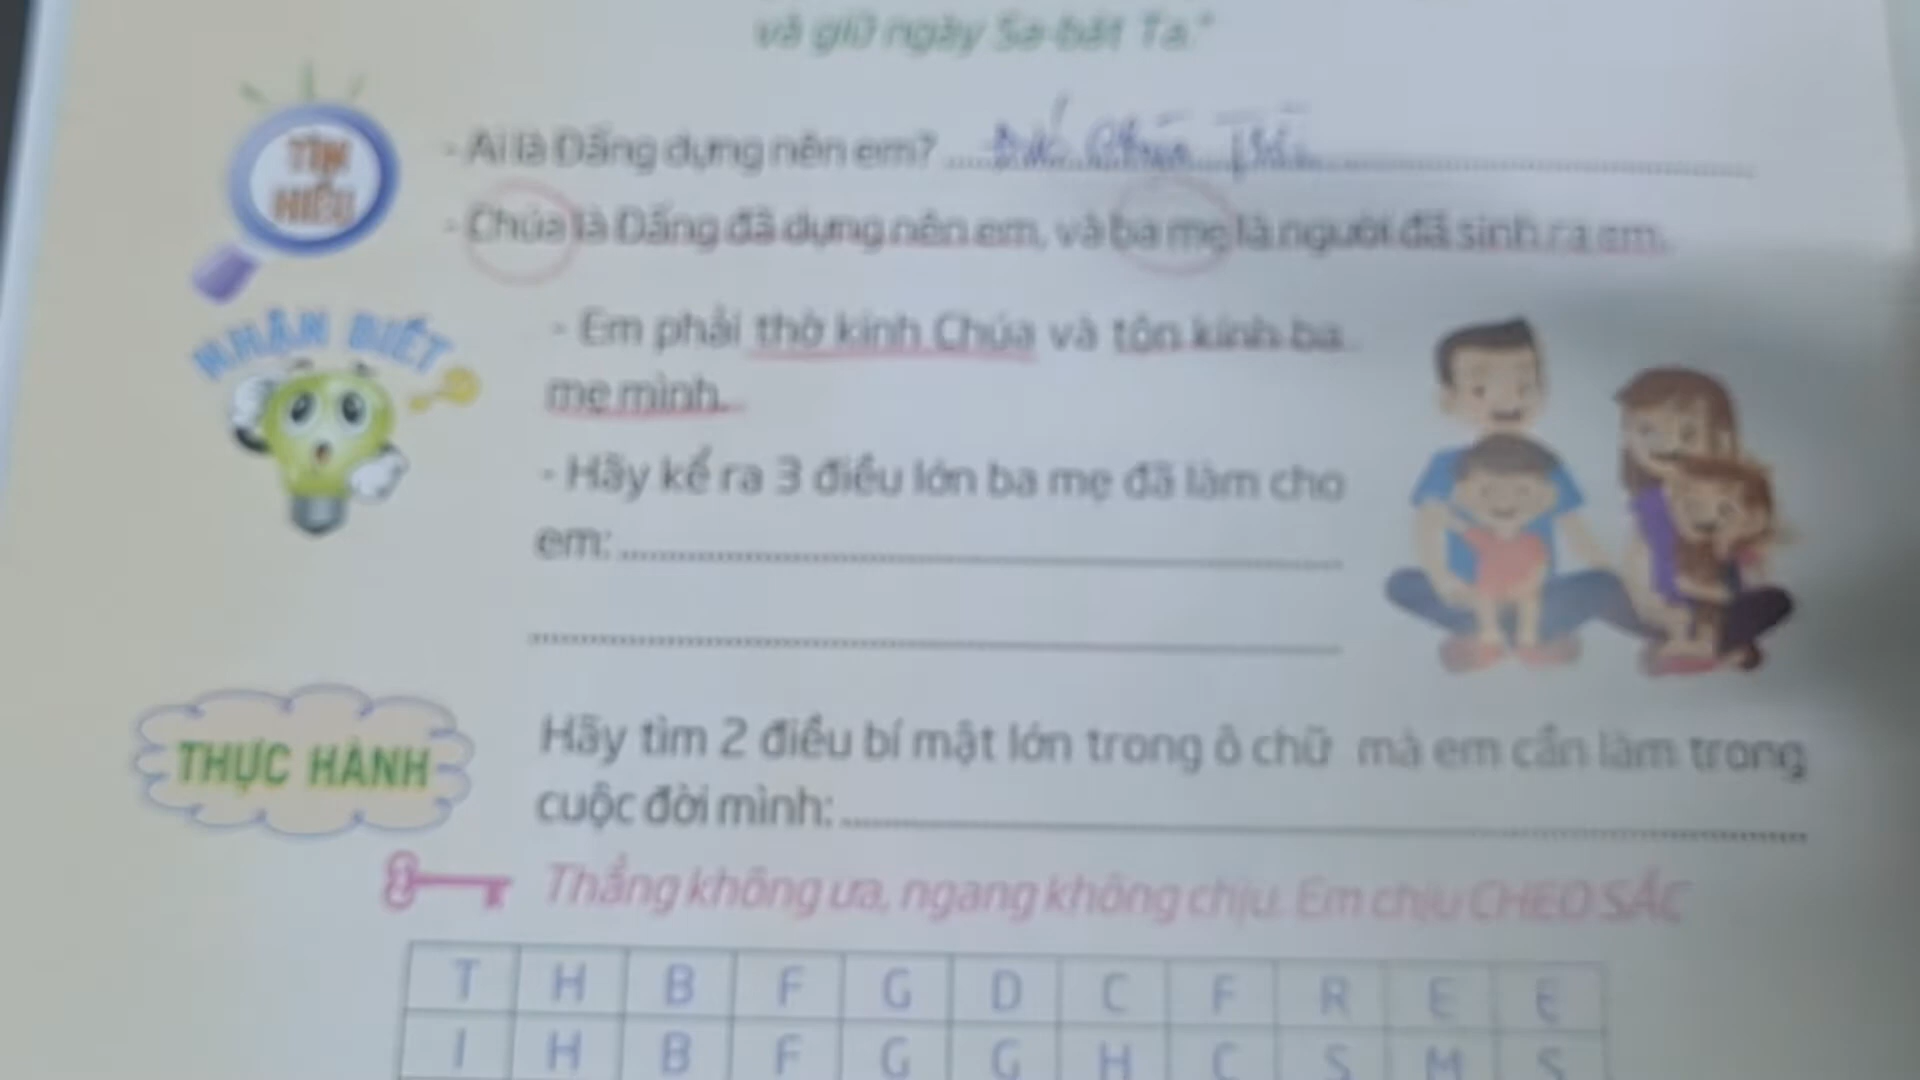 và giữ ngày Sa-bát Ta."
TÌM HIỂU
- Ai là Đấng dựng nên em? Đức Chúa Trời
- Chúa là Đấng đã dựng nên em, và ba mẹ là người đã sinh ra em.
NHẬN BIẾT
- Em phải thờ kính Chúa và tôn kính ba
mẹ mình.
- Hãy kể ra 3 điều lớn ba mẹ đã làm cho
em:
THỰC HÀNH
Hãy tìm 2 điều bí mật lớn trong ô chữ mà em cần làm trong
cuộc đời mình:
Thẳng không ưa, ngang không chịu. Em chịu CHEO SẮC
T H B F G D C F R E E
I H B F G G H C S M S